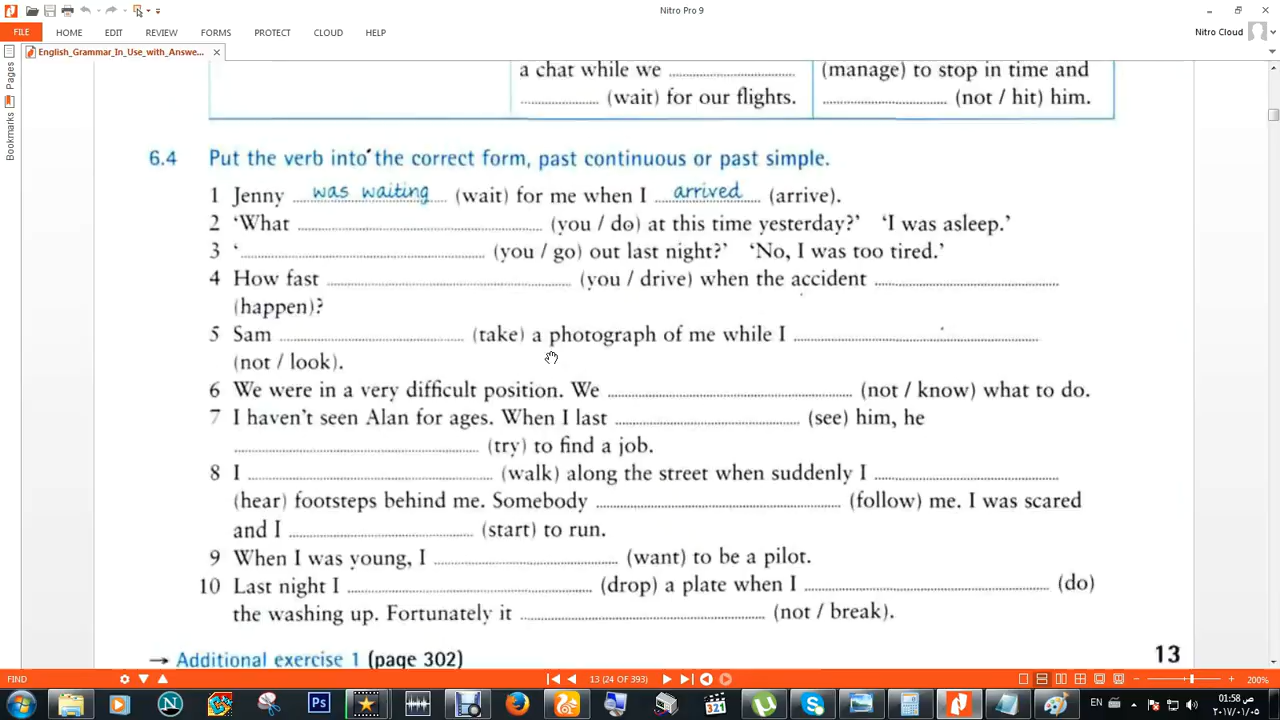 Nitro Pro 9
FILE HOME EDIT REVIEW FORMS PROTECT CLOUD HELP Nitro Cloud
English_Grammar_In_Use_with_Answe...
Pages
Bookmarks
a chat while we .................... (manage) to stop in time and
.................... (wait) for our flights. .................... (not / hit) him.
6.4 Put the verb into the correct form, past continuous or past simple.
1 Jenny was waiting (wait) for me when I arrived (arrive).
2 ‘What .................... (you / do) at this time yesterday?’ ‘I was asleep.’
3 ‘.................... (you / go) out last night?’ ‘No, I was too tired.’
4 How fast .................... (you / drive) when the accident ....................
(happen)?
5 Sam .................... (take) a photograph of me while I ....................
(not / look).
6 We were in a very difficult position. We .................... (not / know) what to do.
7 I haven't seen Alan for ages. When I last .................... (see) him, he
.................... (try) to find a job.
8 I .................... (walk) along the street when suddenly I ....................
(hear) footsteps behind me. Somebody .................... (follow) me. I was scared
and I .................... (start) to run.
9 When I was young, I .................... (want) to be a pilot.
10 Last night I .................... (drop) a plate when I .................... (do)
the washing up. Fortunately it .................... (not / break).
→ Additional exercise 1 (page 302) 13
FIND 13 (24 OF 393) 200%
Ps 321 EN 01:58 ص
٢٠١٧/٠١/٠٥